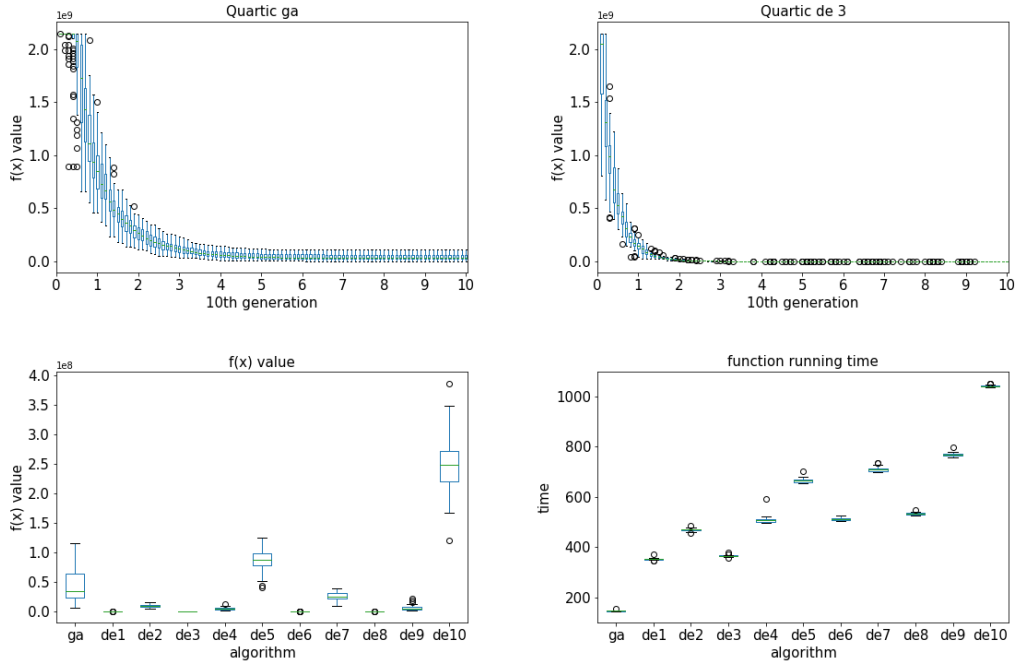 Quartic ga
1e9
2.0
1.5
1.0
0.5
0.0
f(x) value
0 1 2 3 4 5 6 7 8 9 10
10th generation
Quartic de 3
1e9
2.0
1.5
1.0
0.5
0.0
f(x) value
0 1 2 3 4 5 6 7 8 9 10
10th generation
f(x) value
1e8
4.0
3.5
3.0
2.5
2.0
1.5
1.0
0.5
0.0
f(x) value
ga de1 de2 de3 de4 de5 de6 de7 de8 de9 de10
algorithm
function running time
1000
800
600
400
200
time
ga de1 de2 de3 de4 de5 de6 de7 de8 de9 de10
algorithm